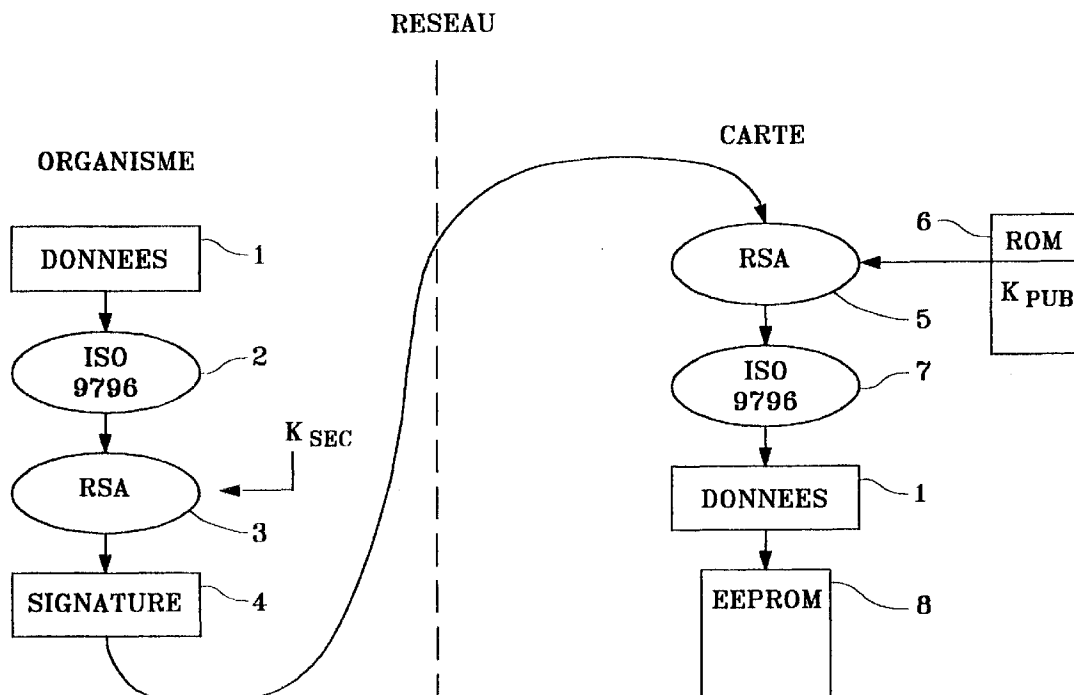 RESEAU
ORGANISME
DONNEES
1
ISO
9796
2
K SEC
RSA
3
SIGNATURE
4
CARTE
RSA
5
6
ROM
K PUB
ISO
9796
7
DONNEES
1
EEPROM
8